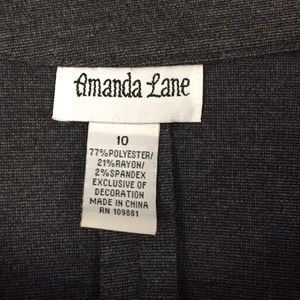 Amanda Lane
10
77%POLYESTER/
21%RAYON/
2%SPANDEX
EXCLUSIVE OF
DECORATION
MADE IN CHINA
RN 109881